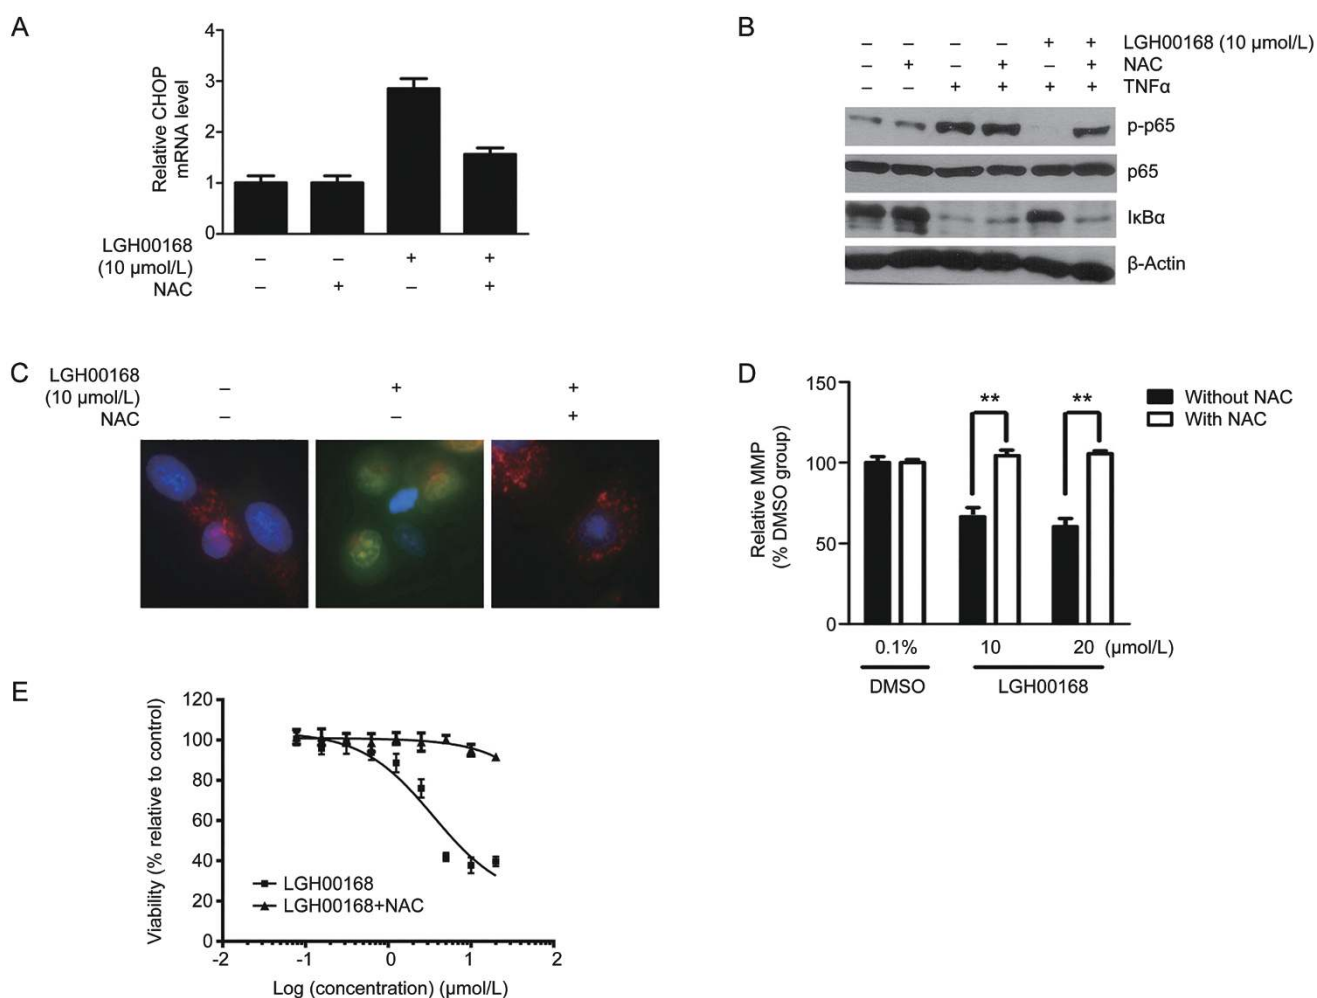 A
4
3
2
1
0
Relative CHOP
mRNA level
LGH00168
(10 µmol/L)
– – + +
NAC
– + – +
B
– – – – + + LGH00168 (10 µmol/L)
– + – + – + NAC
– – + + + + TNFα
p-p65
p65
IκBα
β-Actin
C
LGH00168
(10 µmol/L)
– + +
NAC
– – +
D
150
100
50
0
Relative MMP
(% DMSO group)
** **
Without NAC
With NAC
0.1% 10 20 (µmol/L)
DMSO LGH00168
E
120
100
80
60
40
20
0
Viability (% relative to control)
LGH00168
LGH00168+NAC
-2 -1 0 1 2
Log (concentration) (µmol/L)